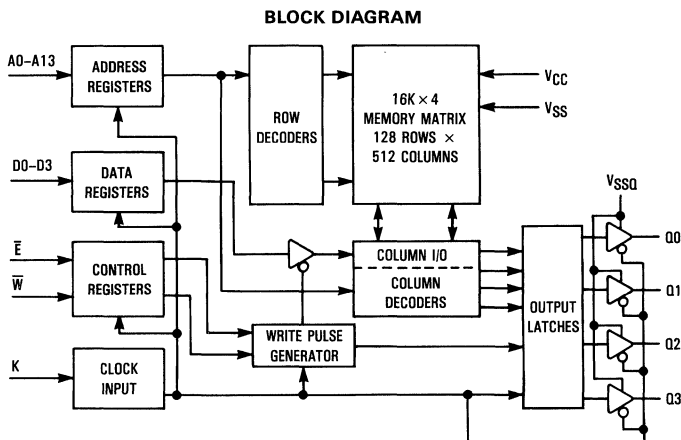 BLOCK DIAGRAM
A0-A13
ADDRESS
REGISTERS
ROW
DECODERS
16K × 4
MEMORY MATRIX
128 ROWS ×
512 COLUMNS
VCC
VSS
D0-D3
DATA
REGISTERS
VSSQ
E̅
W̅
CONTROL
REGISTERS
COLUMN I/O
COLUMN
DECODERS
OUTPUT
LATCHES
Q0
Q1
Q2
Q3
WRITE PULSE
GENERATOR
K
CLOCK
INPUT